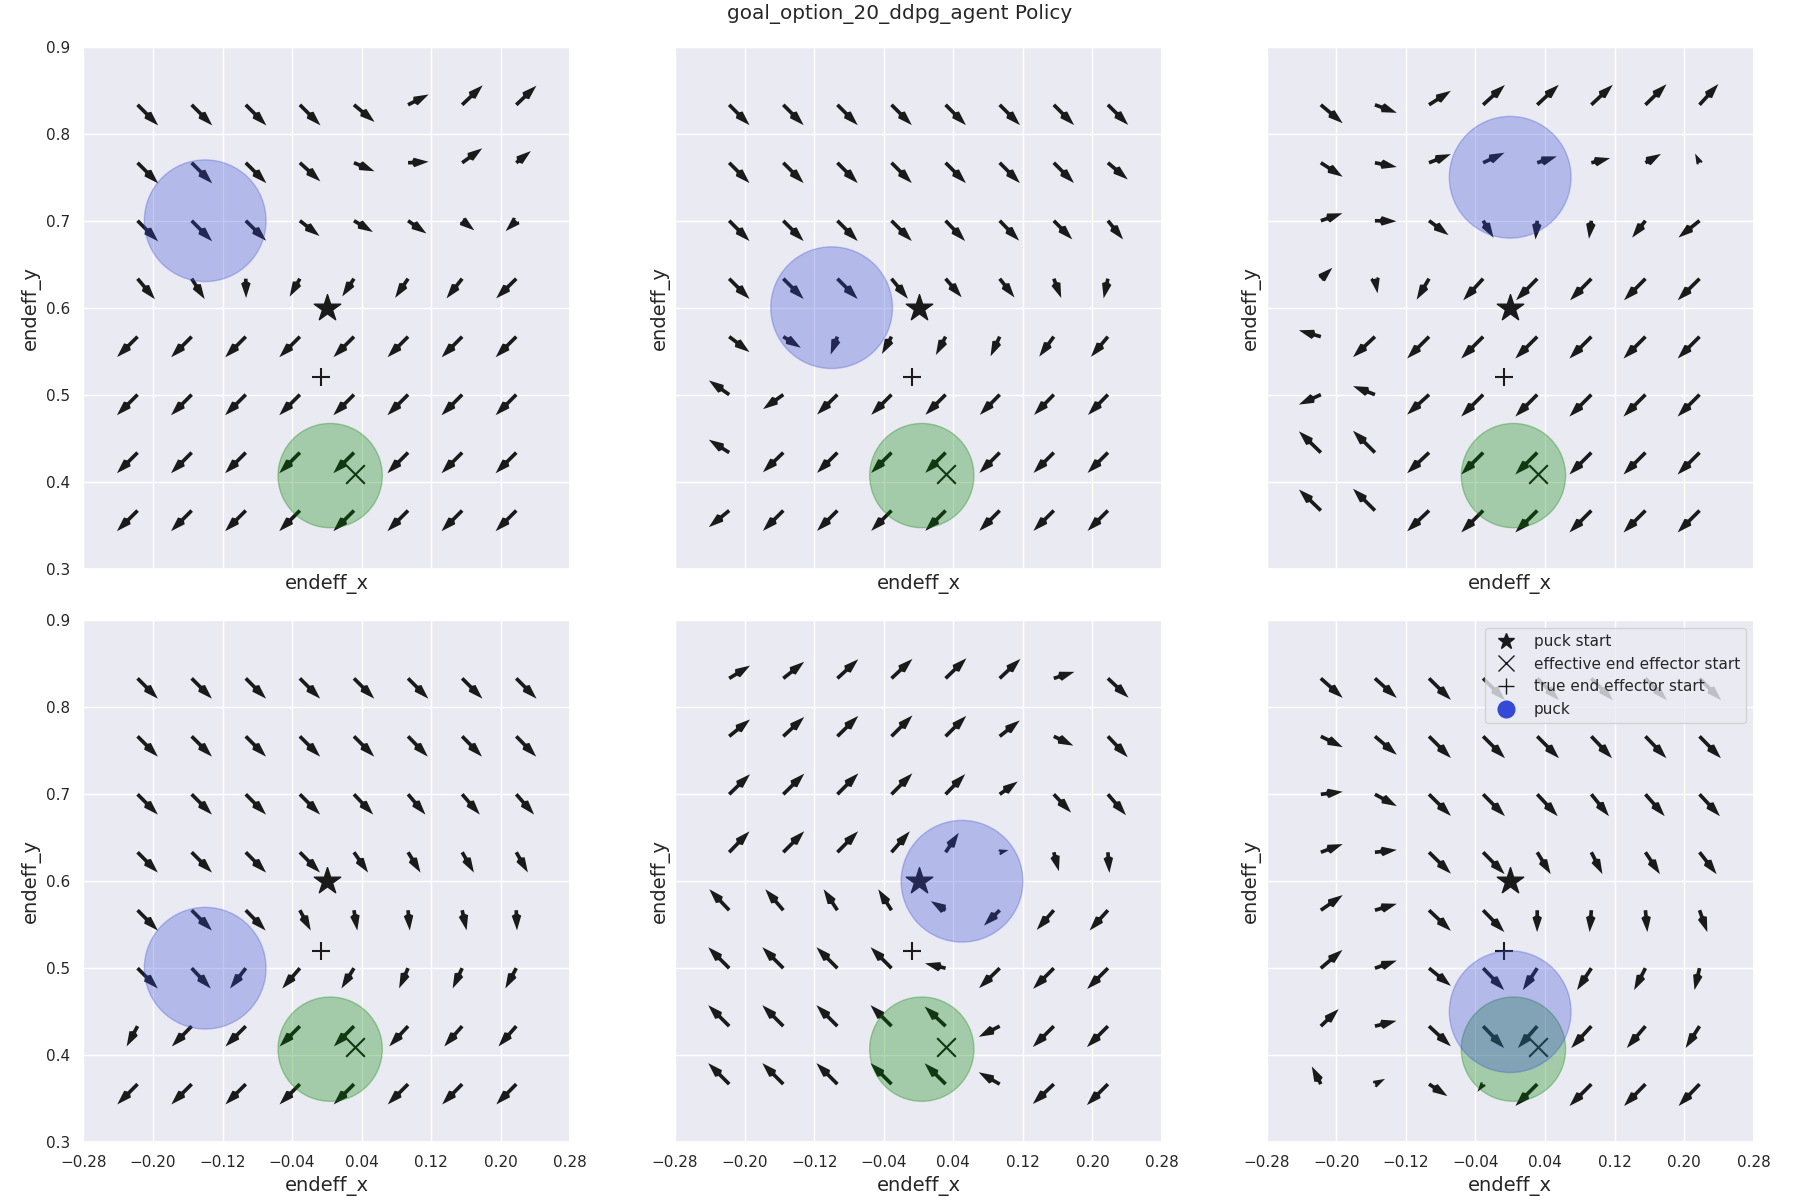 goal_option_20_ddpg_agent Policy
0.9
0.8
0.7
0.6
0.5
0.4
0.3
endeff_y
endeff_x
endeff_y
endeff_x
endeff_y
endeff_x
0.9
0.8
0.7
0.6
0.5
0.4
0.3
endeff_y
−0.28 −0.20 −0.12 −0.04 0.04 0.12 0.20 0.28
endeff_x
endeff_y
−0.28 −0.20 −0.12 −0.04 0.04 0.12 0.20 0.28
endeff_x
puck start
effective end effector start
true end effector start
puck
endeff_y
−0.28 −0.20 −0.12 −0.04 0.04 0.12 0.20 0.28
endeff_x